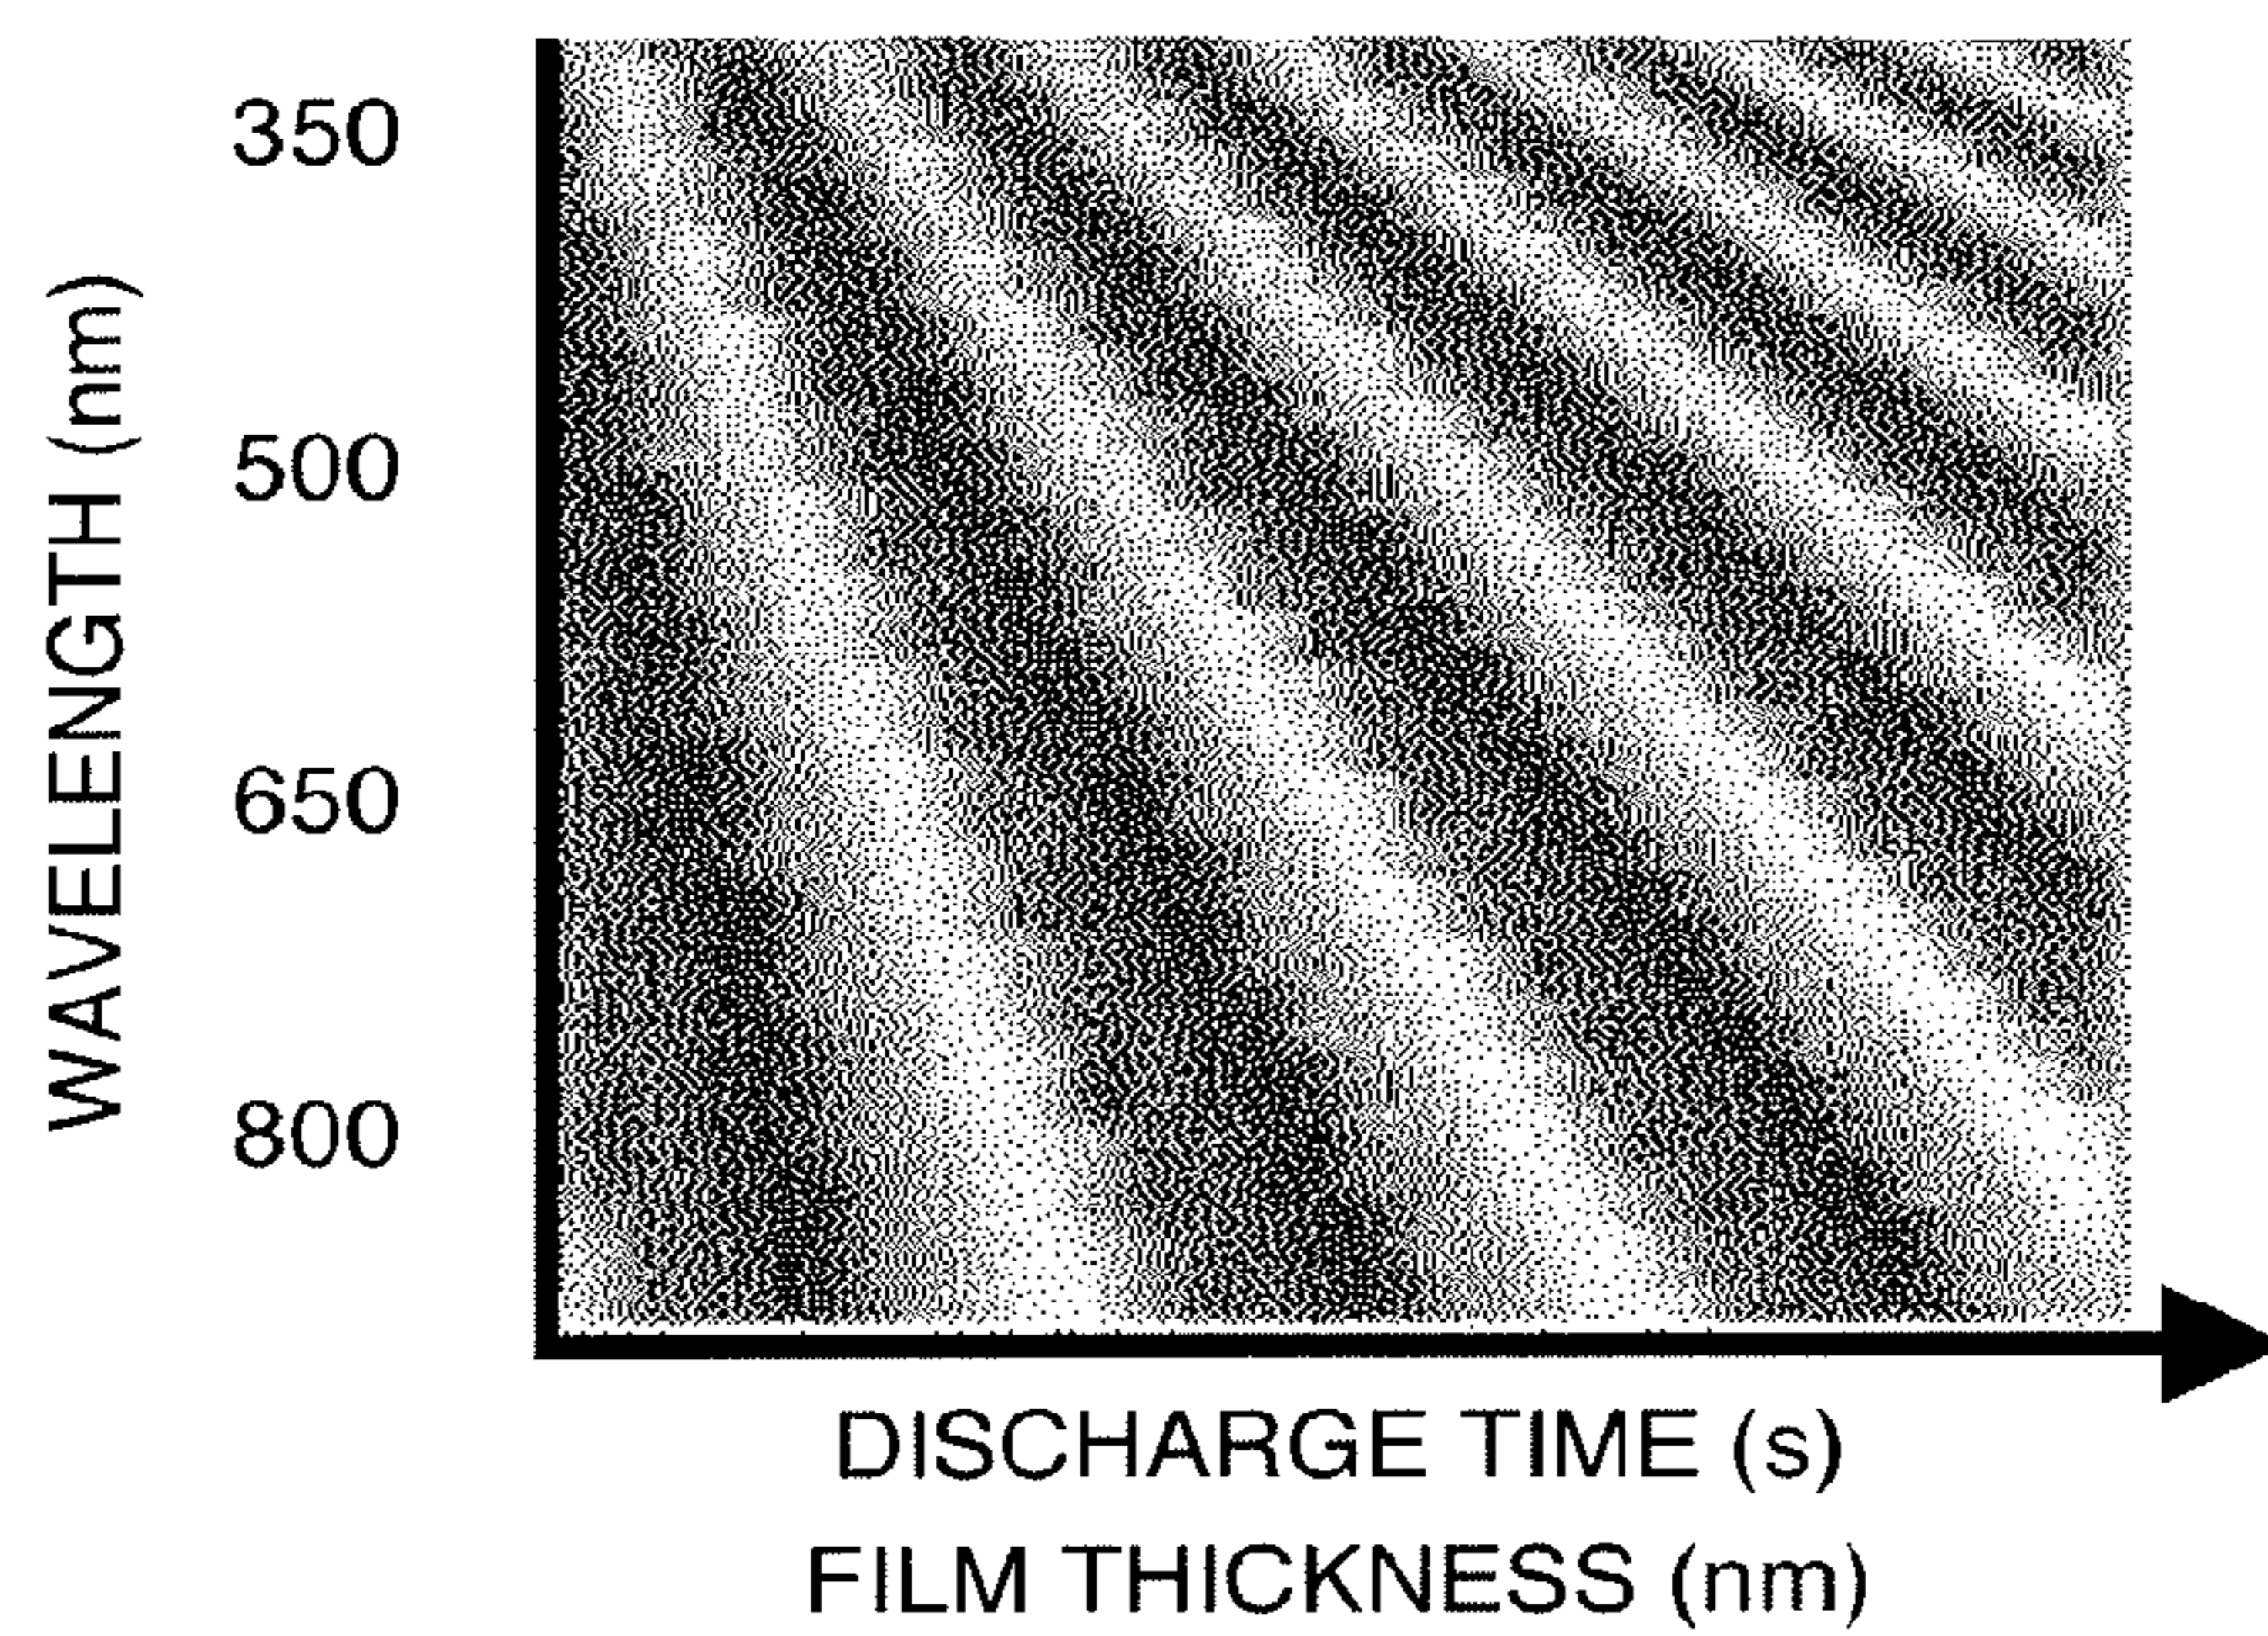 WAVELENGTH (nm)
350
500
650
800
DISCHARGE TIME (s)
FILM THICKNESS (nm)